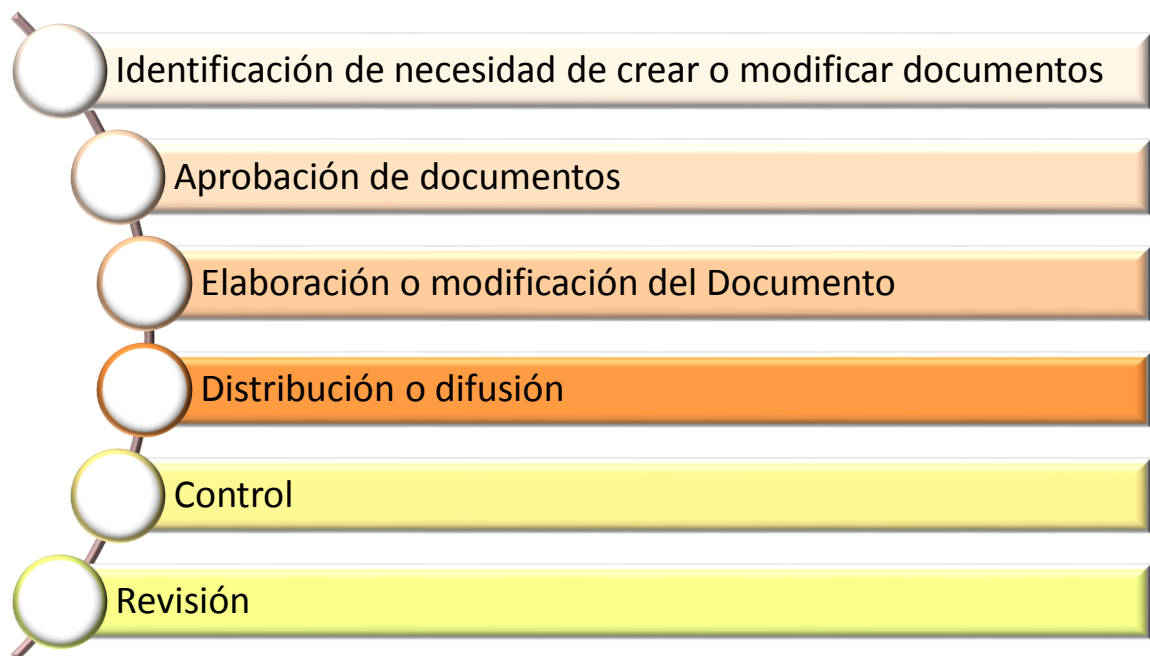 Identificación de necesidad de crear o modificar documentos
Aprobación de documentos
Elaboración o modificación del Documento
Distribución o difusión
Control
Revisión